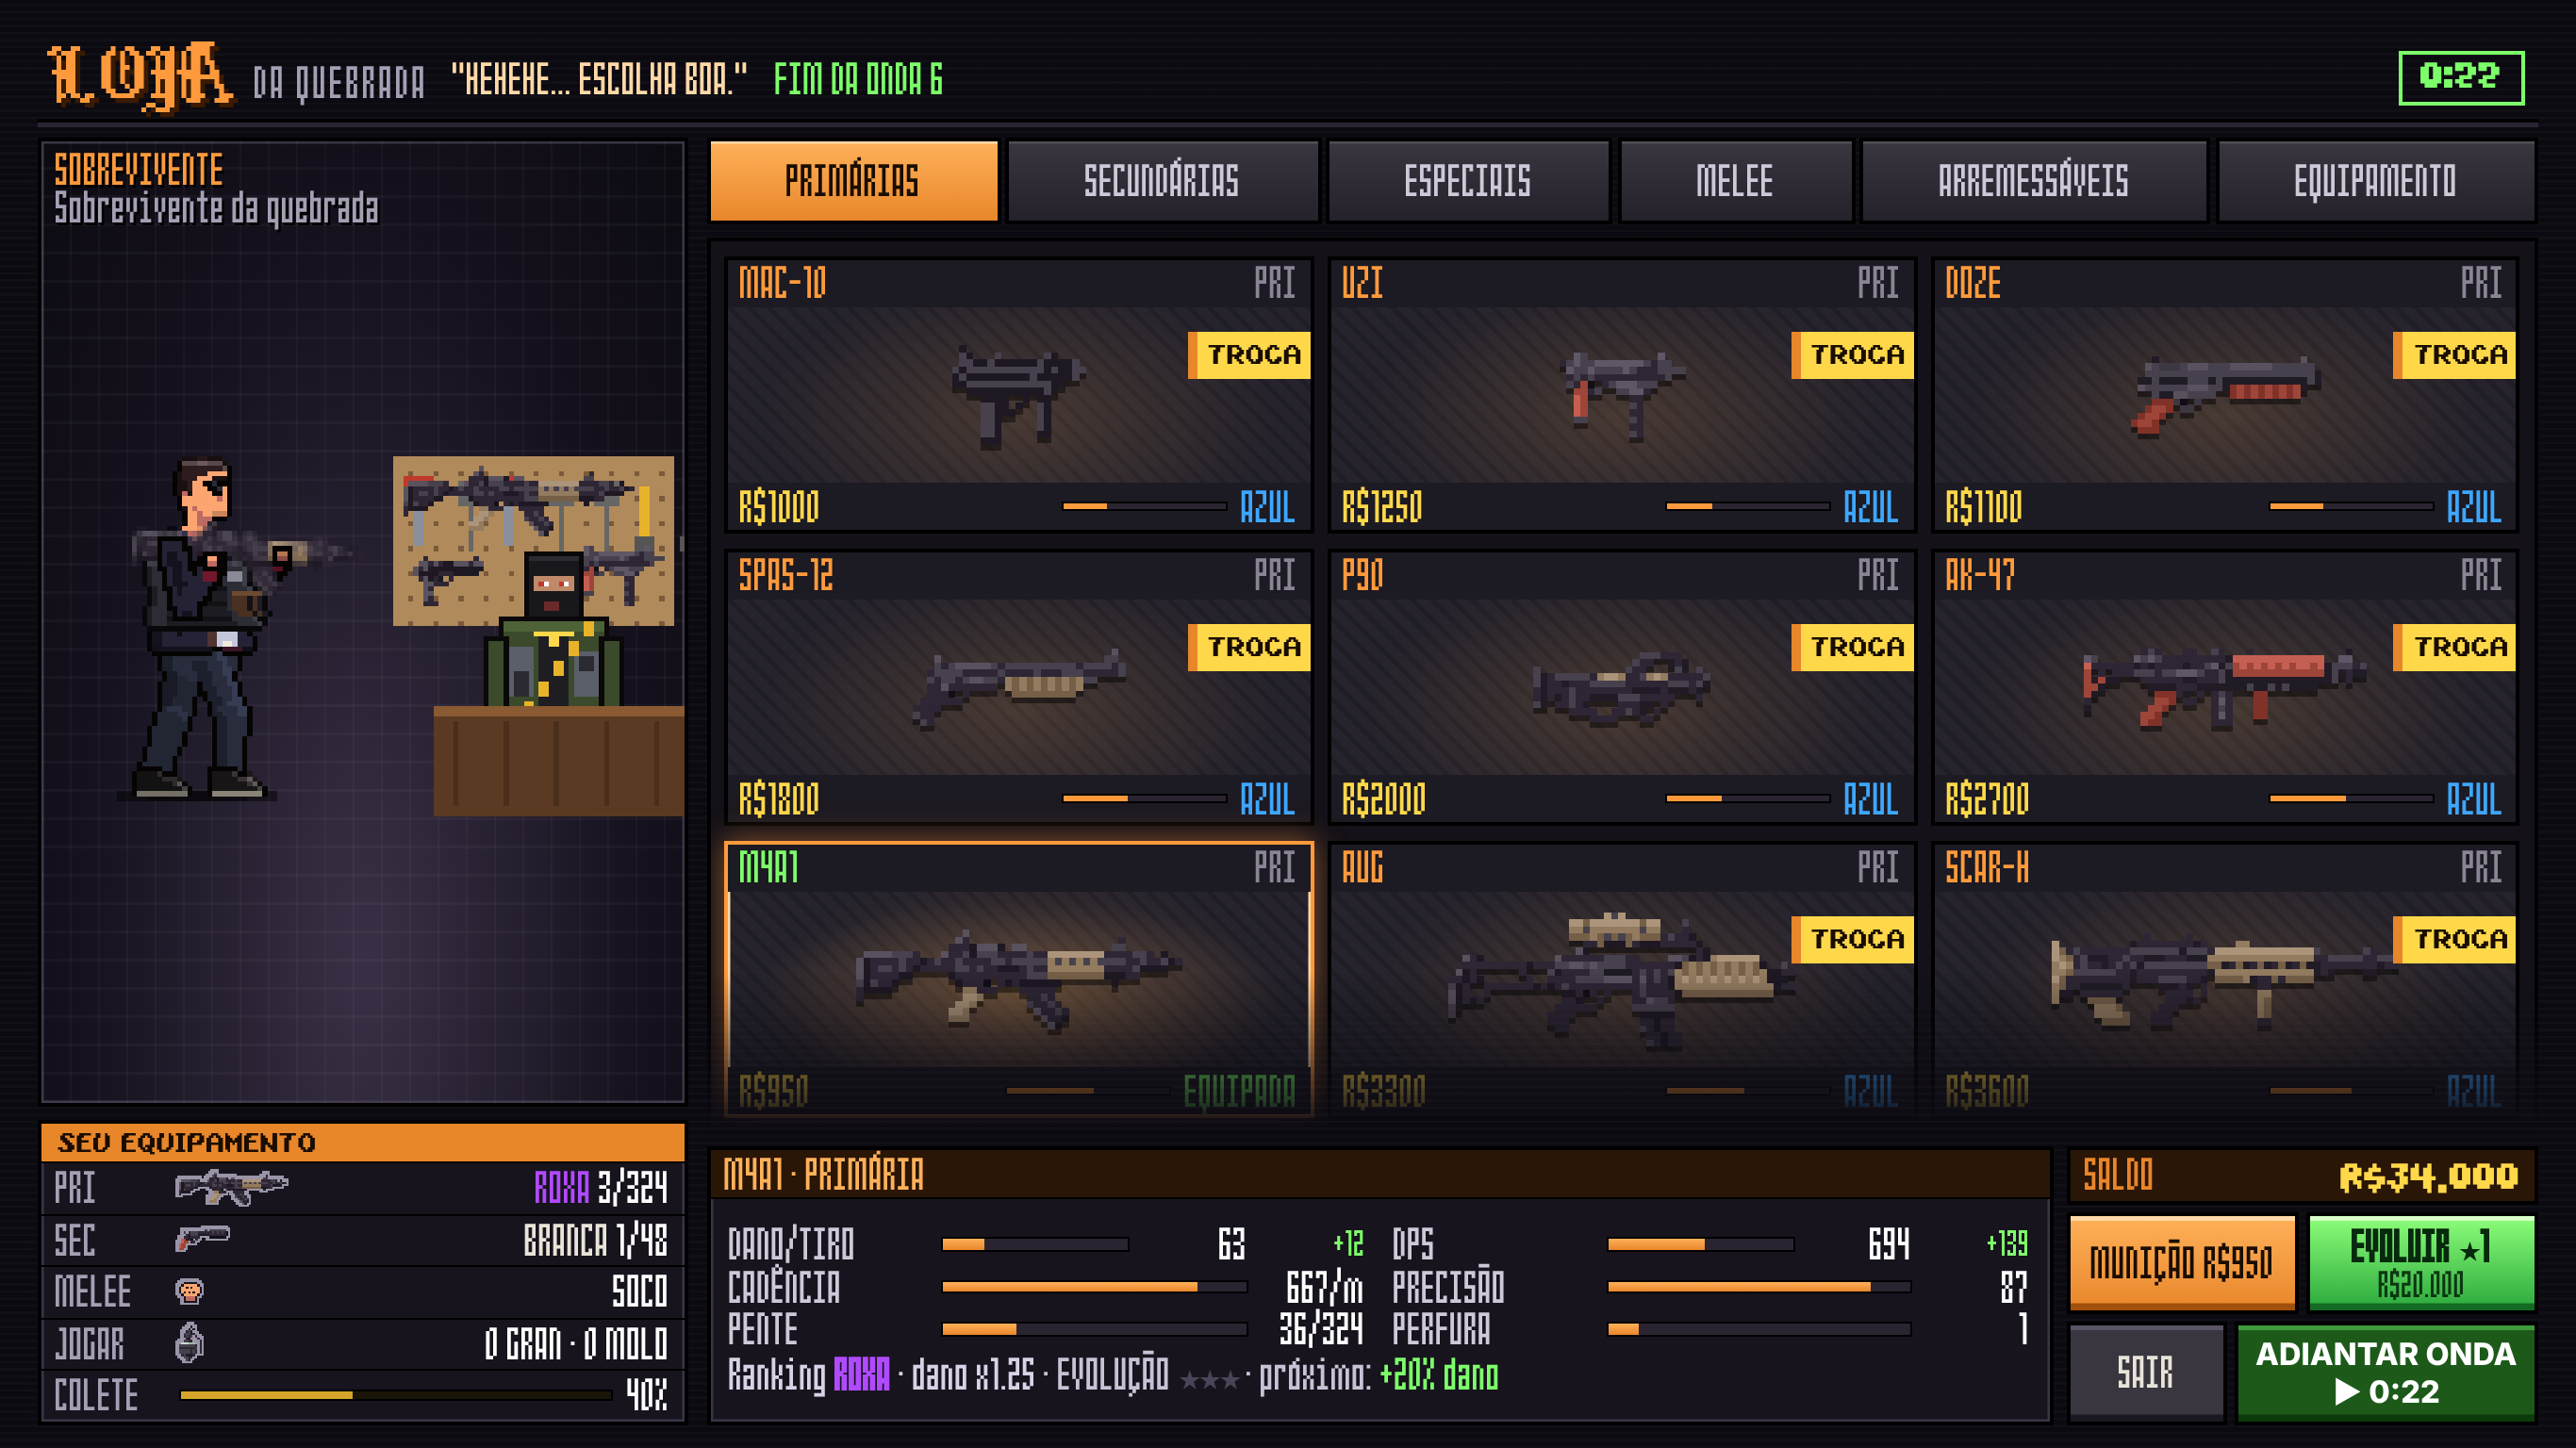 LOJA DA QUEBRADA "HEHEHE... ESCOLHA BOA." FIM DA ONDA 6
0:22
SOBREVIVENTE
Sobrevivente da quebrada
PRIMÁRIAS SECUNDÁRIAS ESPECIAIS MELEE ARREMESSÁVEIS EQUIPAMENTO
MAC-10 PRI
TROCA
R$1000 AZUL
UZI PRI
TROCA
R$1250 AZUL
DOZE PRI
TROCA
R$1100 AZUL
SPAS-12 PRI
TROCA
R$1800 AZUL
P90 PRI
TROCA
R$2000 AZUL
AK-47 PRI
TROCA
R$2700 AZUL
M4A1 PRI
R$950 EQUIPADA
AUG PRI
TROCA
R$3300 AZUL
SCAR-H PRI
TROCA
R$3600 AZUL
SEU EQUIPAMENTO
PRI ROXA 3/324
SEC BRANCA 1/48
MELEE SOCO
JOGAR 0 GRAN · 0 MOLO
COLETE 40%
M4A1 · PRIMÁRIA
DANO/TIRO 63 +12 DPS 694 +139
CADÊNCIA 667/m PRECISÃO 87
PENTE 36/324 PERFURA 1
Ranking ROXA · dano x1.25 · EVOLUÇÃO ★★★ · próximo: +20% dano
SALDO R$34.000
MUNIÇÃO R$950
EVOLUIR ★1
R$20.000
SAIR
ADIANTAR ONDA
▶ 0:22